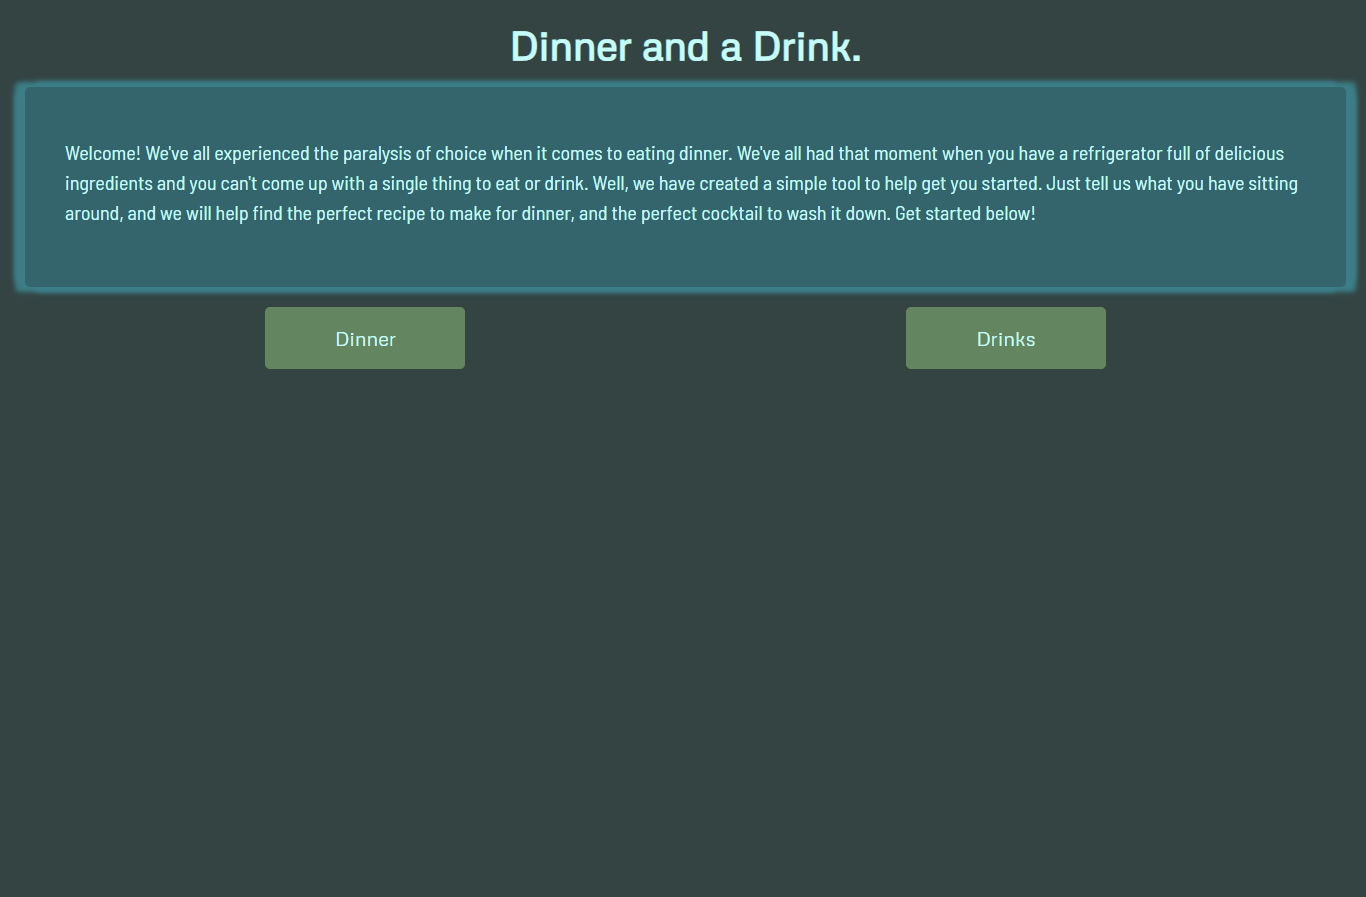 Dinner and a Drink.
Welcome! We've all experienced the paralysis of choice when it comes to eating dinner. We've all had that moment when you have a refrigerator full of delicious
ingredients and you can't come up with a single thing to eat or drink. Well, we have created a simple tool to help get you started. Just tell us what you have sitting
around, and we will help find the perfect recipe to make for dinner, and the perfect cocktail to wash it down. Get started below!
Dinner
Drinks